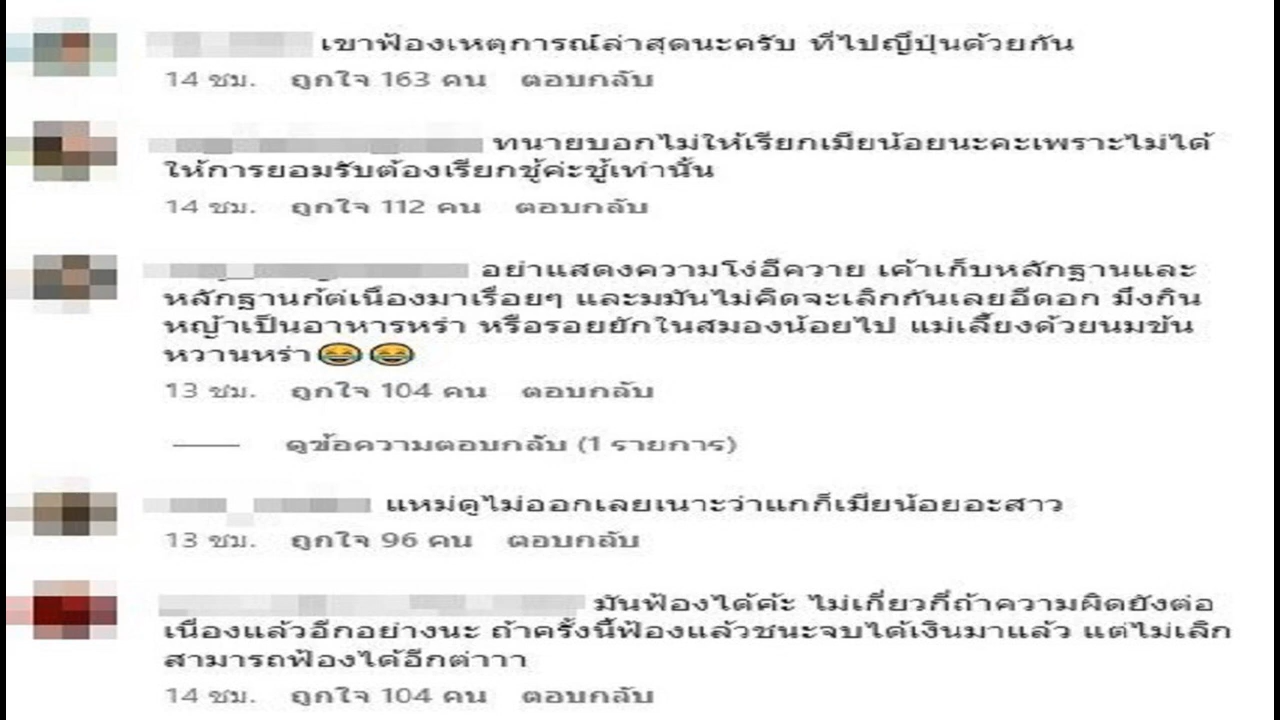 เขาฟ้องเหตุการณ์ล่าสุดนะครับ ที่ไปญี่ปุ่นด้วยกัน
14 ชม. ถูกใจ 163 คน ตอบกลับ
ทนายบอกไม่ให้เรียกเมียน้อยนะคะเพราะไม่ได้
ให้การยอมรับต้องเรียกชู้ค่ะชู้เท่านั้น
14 ชม. ถูกใจ 112 คน ตอบกลับ
อย่าแสดงความโง่อีควาย เค้าเก็บหลักฐานและ
หลักฐานก้ต่เนืองมาเรื่อยๆ และมมันไม่คิดจะเลิกกันเลยอีดอก มึงกิน
หญ้าเป็นอาหารหร่า หรือรอยยักในสมองน้อยไป แม่เลี้ยงด้วยนมข้น
หวานหร่า😂😂
13 ชม. ถูกใจ 104 คน ตอบกลับ
ดูข้อความตอบกลับ (1 รายการ)
แหม่ดูไม่ออกเลยเนาะว่าแกก็เมียน้อยอะสาว
13 ชม. ถูกใจ 96 คน ตอบกลับ
มันฟ้องได้ค้ะ ไม่เกี่ยวกี่ถ้าความผิดยังต่อ
เนื่องแล้วอีกอย่างนะ ถ้าครั้งนี้ฟ้องแล้วชนะจบได้เงินมาแล้ว แต่ไม่เลิก
สามารถฟ้องได้อีกต่าาา
14 ชม. ถูกใจ 104 คน ตอบกลับ